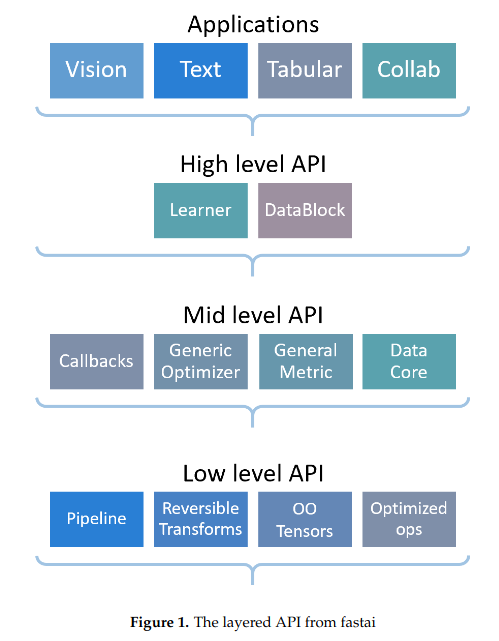 Applications
Vision Text Tabular Collab
High level API
Learner DataBlock
Mid level API
Callbacks
Generic
Optimizer
General
Metric
Data
Core
Low level API
Pipeline
Reversible
Transforms
OO
Tensors
Optimized
ops
Figure 1. The layered API from fastai